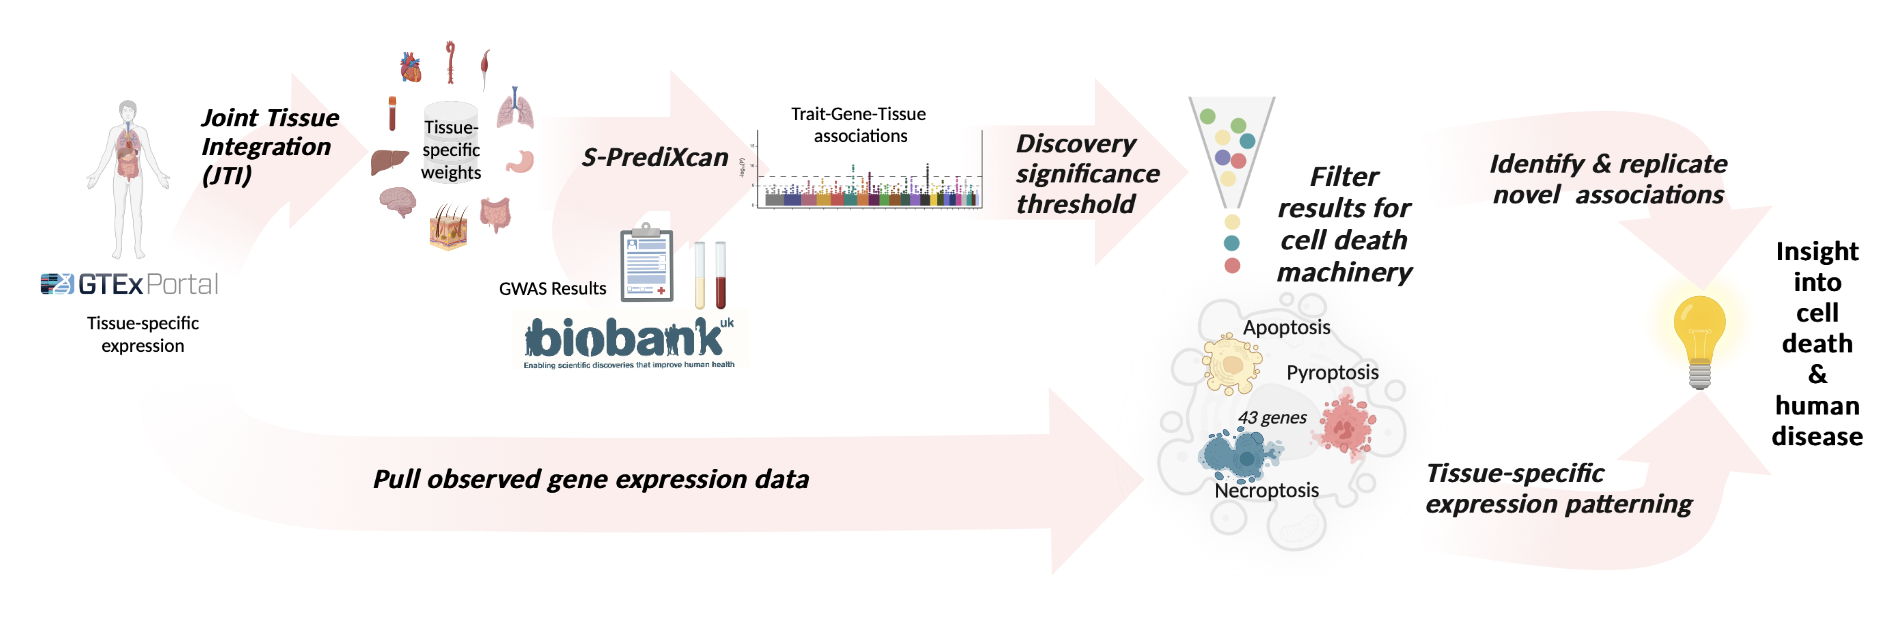 Joint Tissue
Integration
(JTI)
GTExPortal
Tissue-specific
expression
Tissue-
specific
weights
S-PrediXcan
GWAS Results
biobank uk
Enabling scientific discoveries that improve human health
Trait-Gene-Tissue
associations
Discovery
significance
threshold
Filter
results for
cell death
machinery
Apoptosis
Pyroptosis
43 genes
Necroptosis
Pull observed gene expression data
Identify & replicate
novel associations
Tissue-specific
expression patterning
Insight
into
cell
death
&
human
disease